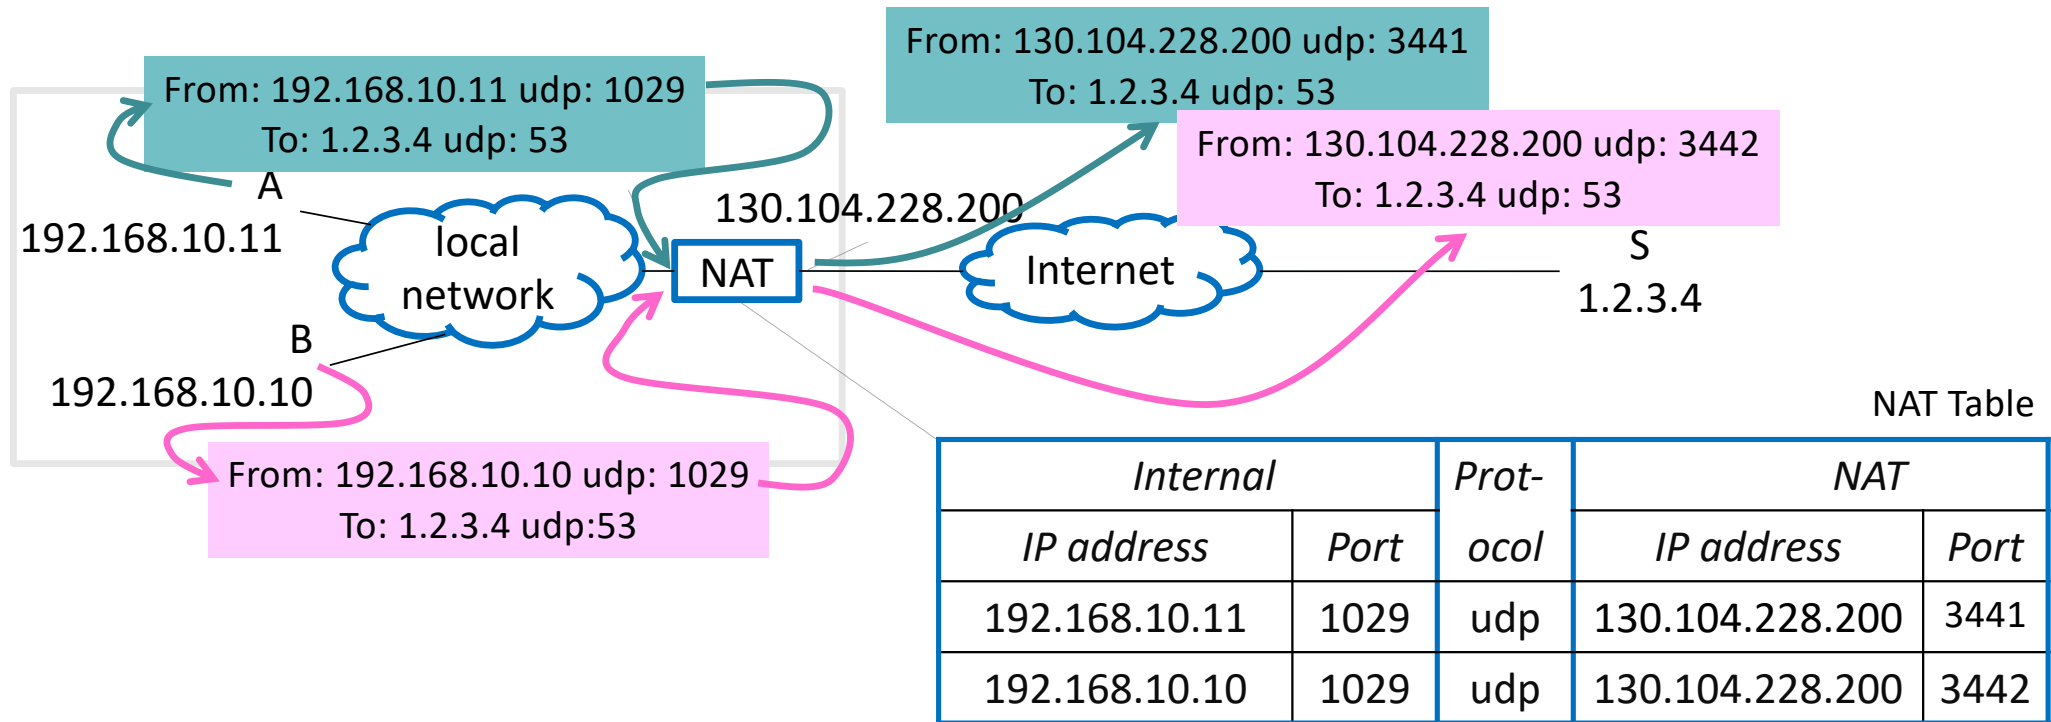 From: 192.168.10.11 udp: 1029
To: 1.2.3.4 udp: 53
From: 130.104.228.200 udp: 3441
To: 1.2.3.4 udp: 53
From: 130.104.228.200 udp: 3442
To: 1.2.3.4 udp: 53
A
192.168.10.11
local
network
130.104.228.200
NAT
Internet
S
1.2.3.4
B
192.168.10.10
From: 192.168.10.10 udp: 1029
To: 1.2.3.4 udp:53
NAT Table
Internal Prot- NAT
IP address Port ocol IP address Port
192.168.10.11 1029 udp 130.104.228.200 3441
192.168.10.10 1029 udp 130.104.228.200 3442